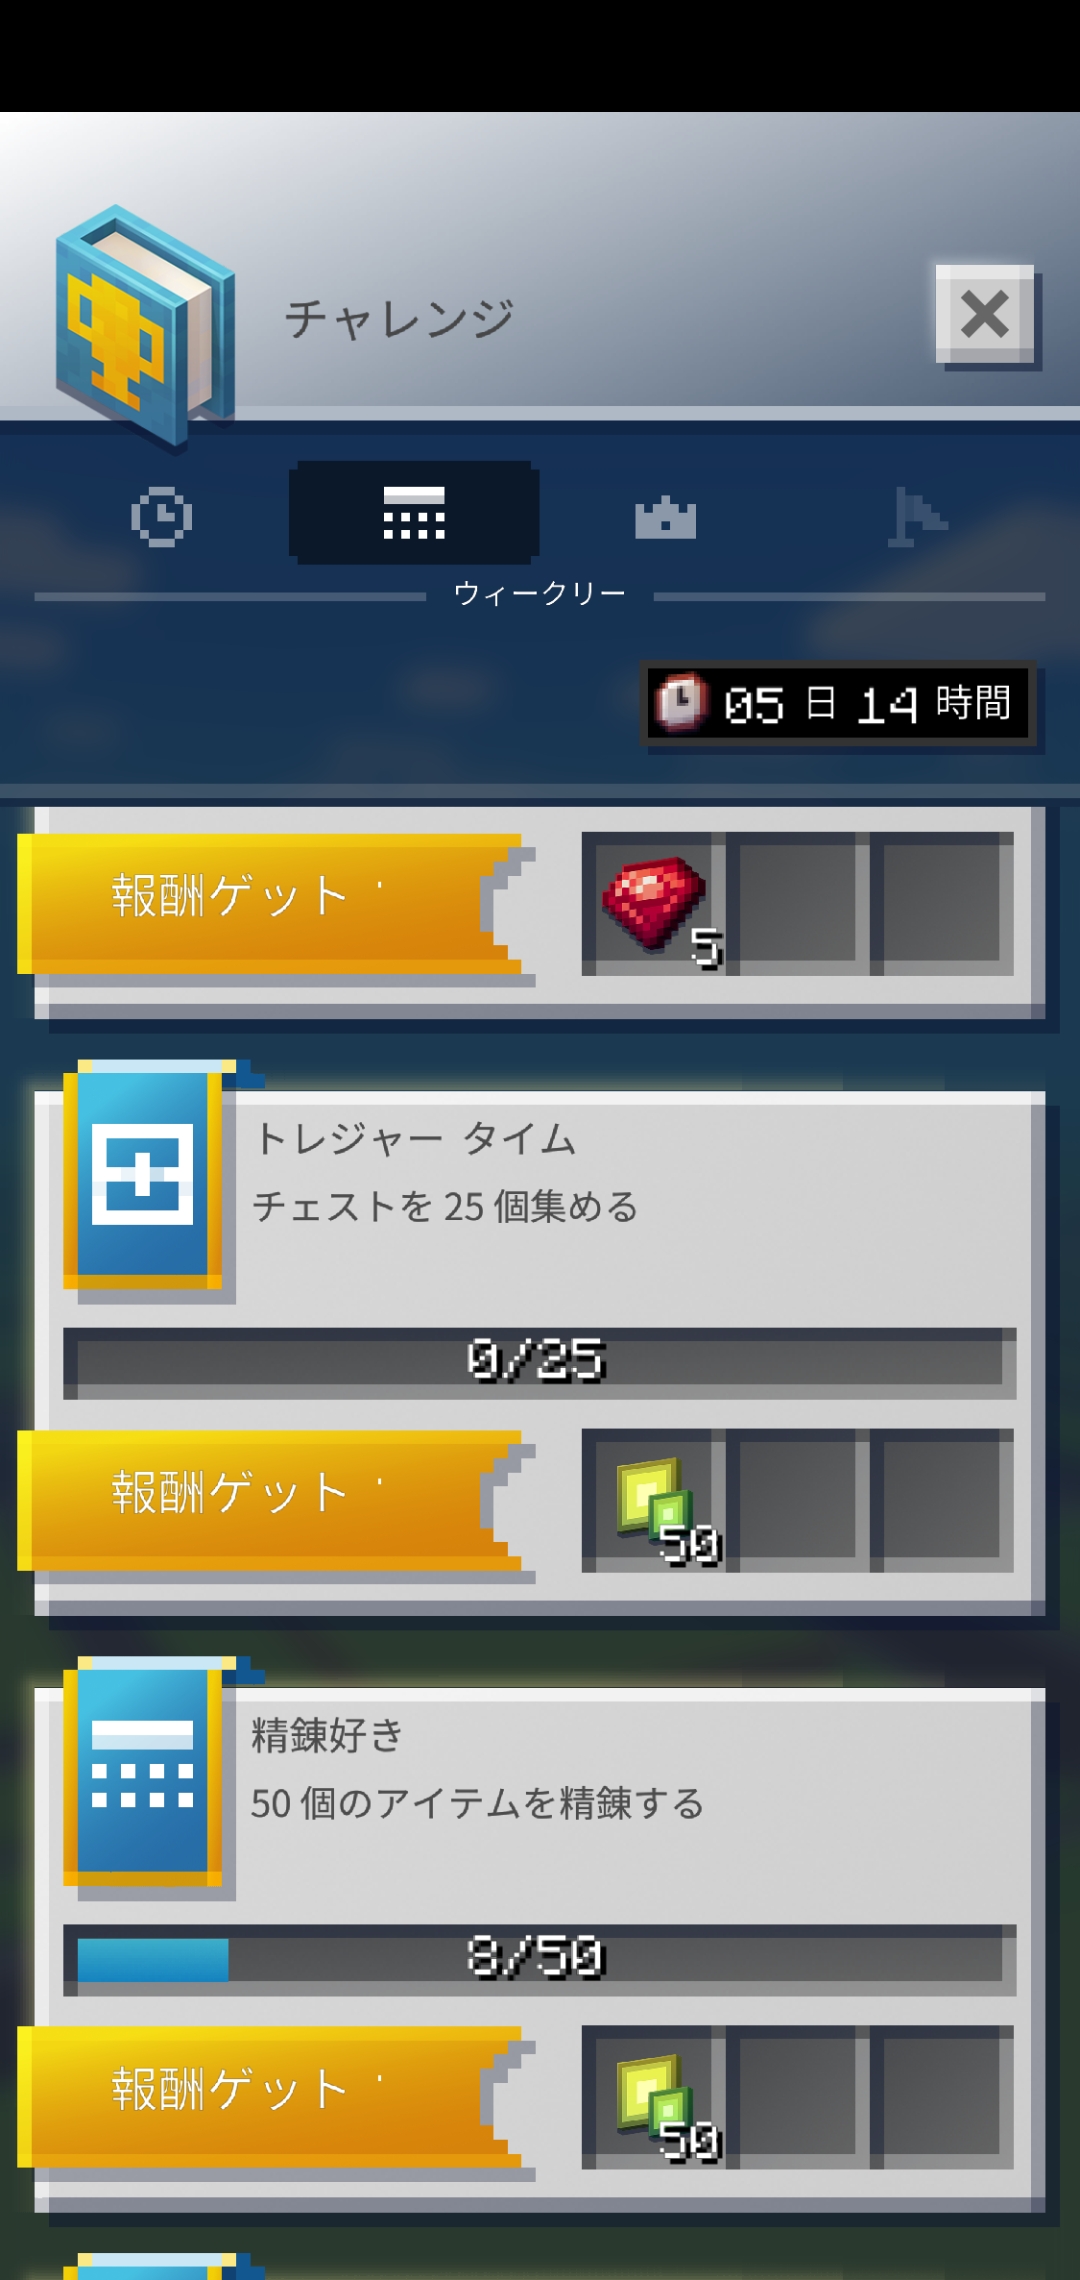 チャレンジ
ウィークリー
05 日 14 時間
報酬ゲット
5
トレジャー タイム
チェストを 25 個集める
0/25
報酬ゲット
50
精錬好き
50 個のアイテムを精錬する
8/50
報酬ゲット
50